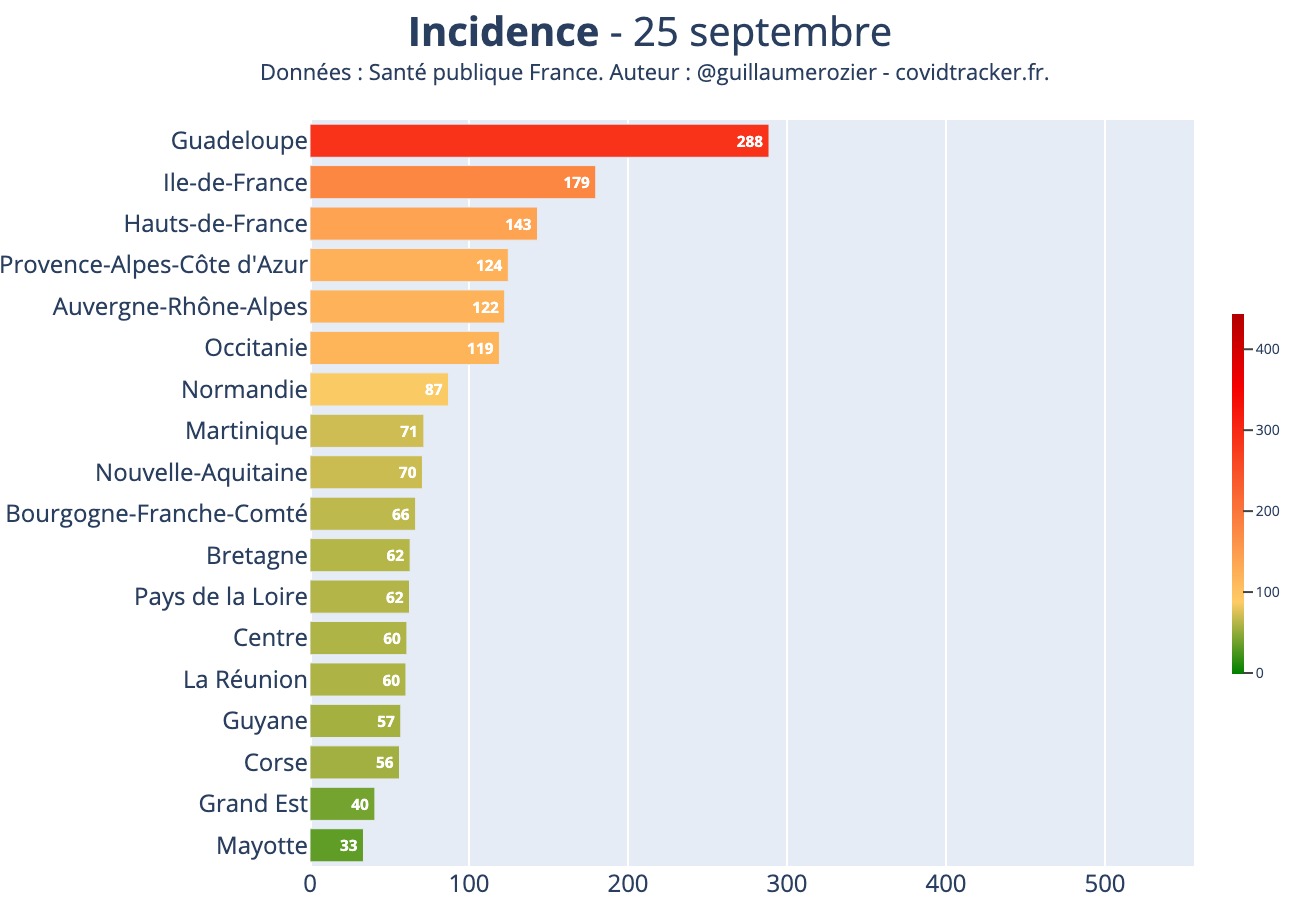 Incidence - 25 septembre
Données : Santé publique France. Auteur : @guillaumerozier - covidtracker.fr.
Guadeloupe 288
Ile-de-France 179
Hauts-de-France 143
Provence-Alpes-Côte d'Azur 124
Auvergne-Rhône-Alpes 122
Occitanie 119
Normandie 87
Martinique 71
Nouvelle-Aquitaine 70
Bourgogne-Franche-Comté 66
Bretagne 62
Pays de la Loire 62
Centre 60
La Réunion 60
Guyane 57
Corse 56
Grand Est 40
Mayotte 33
0 100 200 300 400 500
400
300
200
100
0